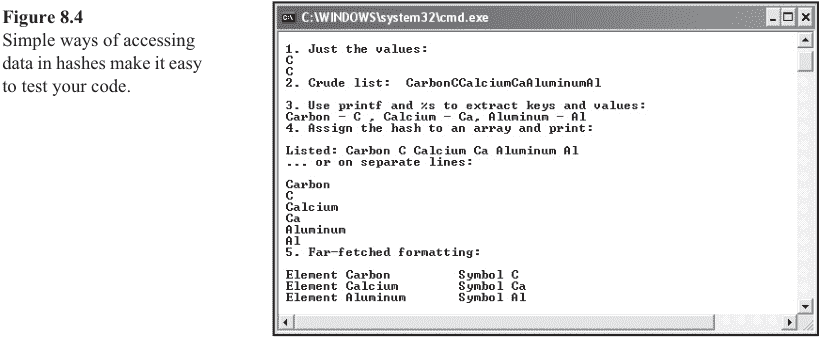 Figure 8.4
Simple ways of accessing
data in hashes make it easy
to test your code.
C:\WINDOWS\system32\cmd.exe
1. Just the values:
C
C
2. Crude list:  CarbonCCalciumCaAluminumAl
3. Use printf and %s to extract keys and values:
Carbon - C , Calcium - Ca, Aluminum - Al
4. Assign the hash to an array and print:
Listed: Carbon C Calcium Ca Aluminum Al
... or on separate lines:
Carbon
C
Calcium
Ca
Aluminum
Al
5. Far-fetched formatting:
Element Carbon          Symbol C
Element Calcium         Symbol Ca
Element Aluminum        Symbol Al